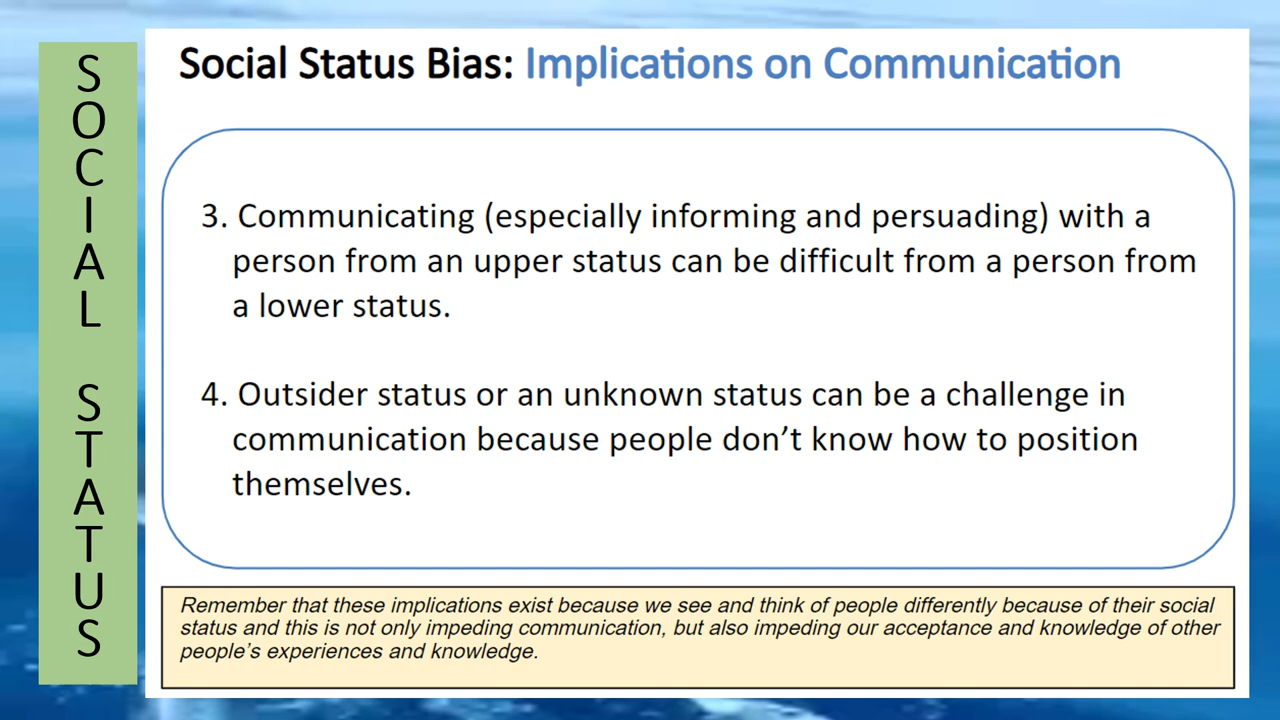 SOCIAL STATUS
Social Status Bias: Implications on Communication
3. Communicating (especially informing and persuading) with a
person from an upper status can be difficult from a person from
a lower status.
4. Outsider status or an unknown status can be a challenge in
communication because people don’t know how to position
themselves.
Remember that these implications exist because we see and think of people differently because of their social
status and this is not only impeding communication, but also impeding our acceptance and knowledge of other
people’s experiences and knowledge.